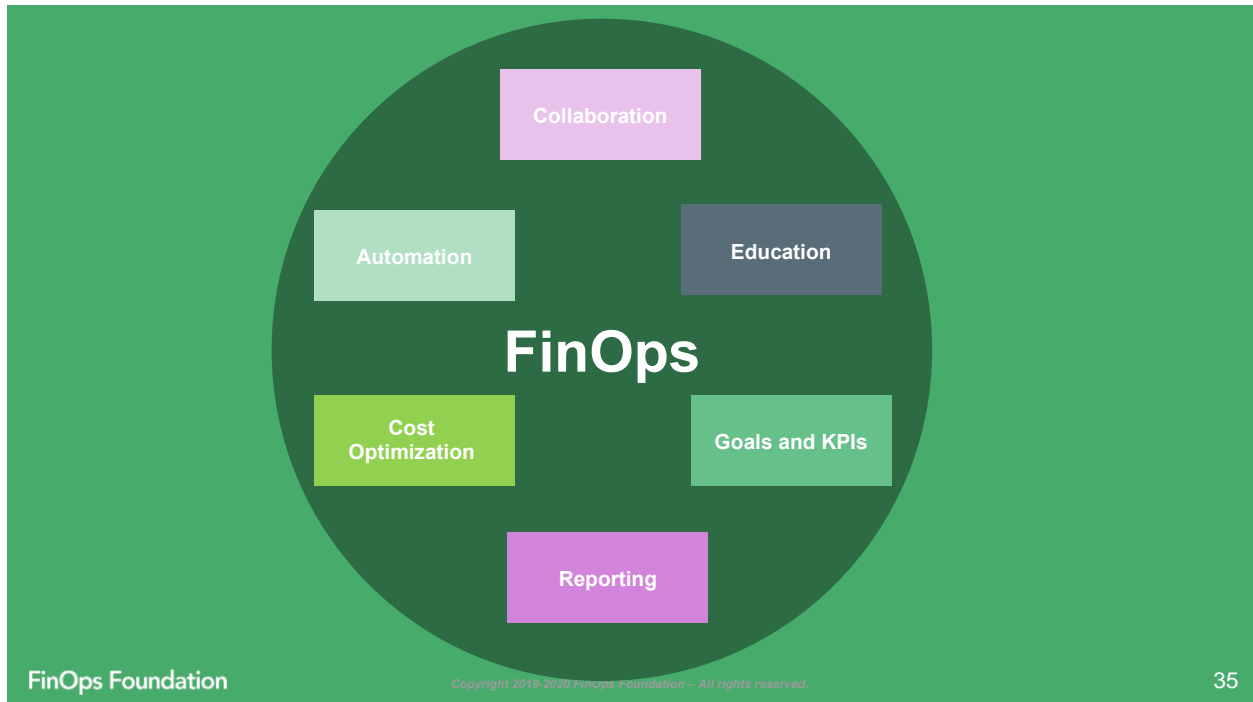 Collaboration
Automation
Education
FinOps
Cost
Optimization
Goals and KPIs
Reporting
FinOps Foundation
Copyright 2019-2020 FinOps Foundation – All rights reserved.
35